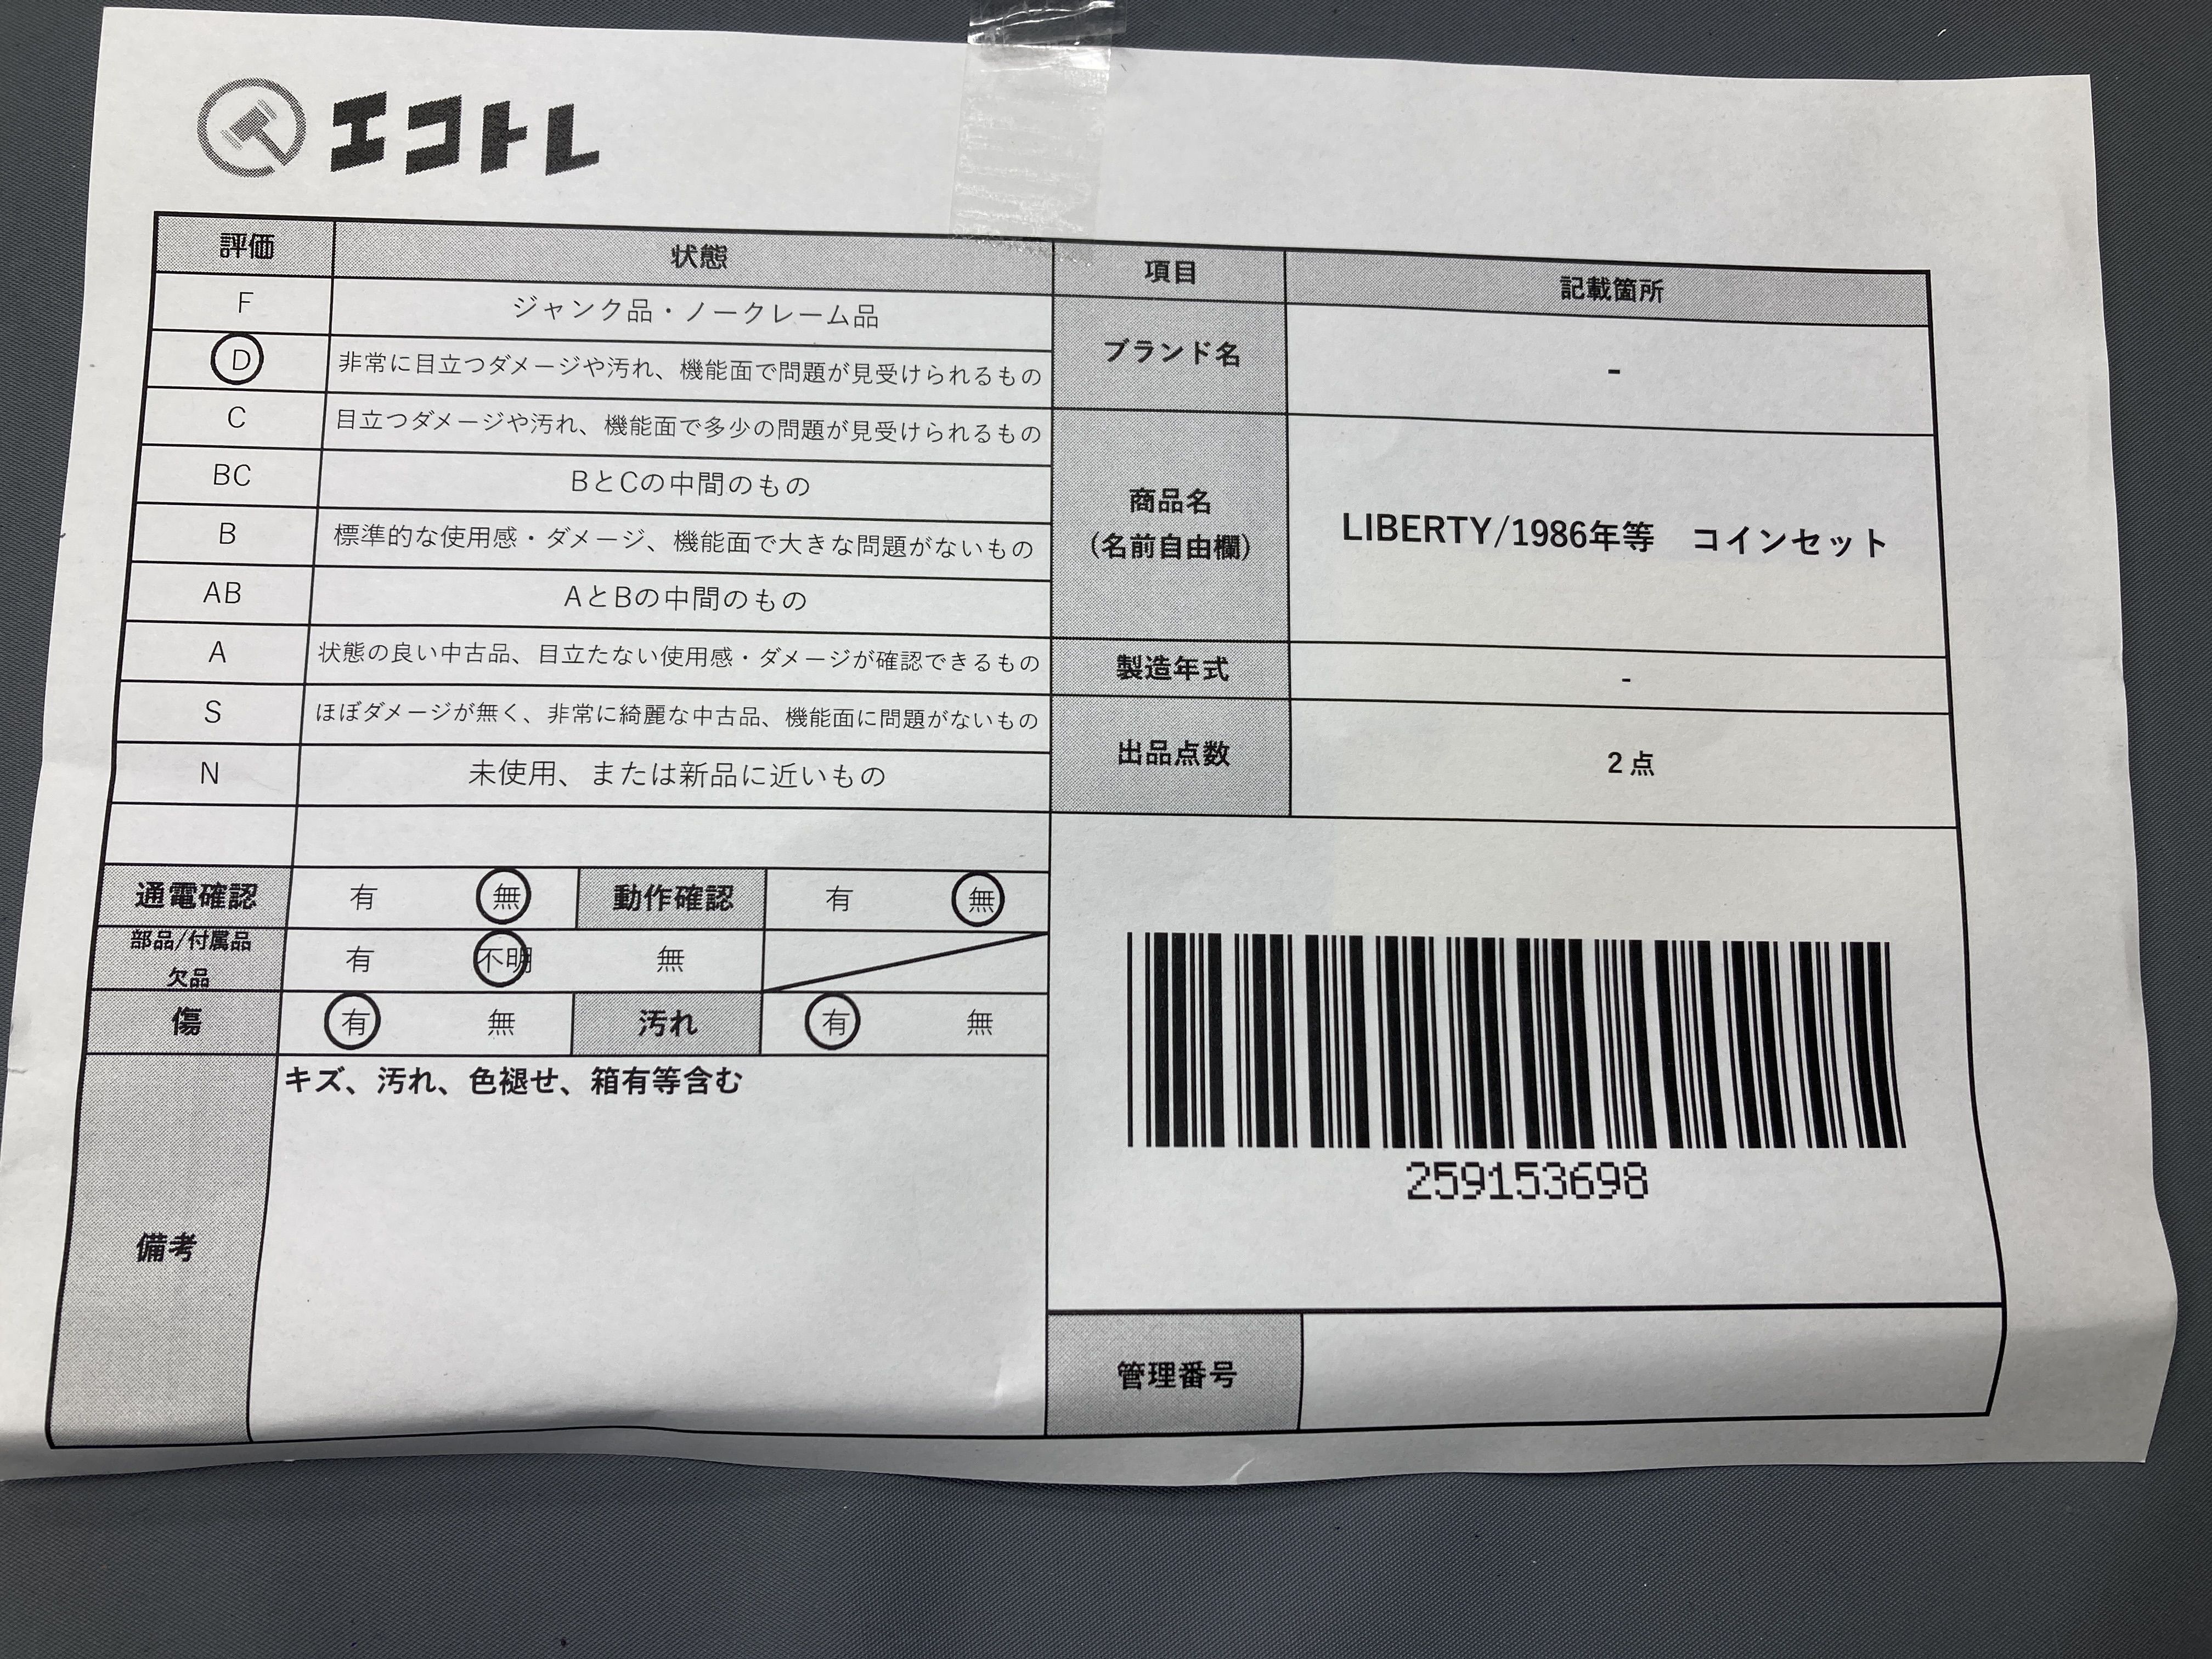 エコトレ
評価 状態 項目 記載箇所
F ジャンク品・ノークレーム品
D 非常に目立つダメージや汚れ、機能面で問題が見受けられるもの
ブランド名 -
C 目立つダメージや汚れ、機能面で多少の問題が見受けられるもの
BC BとCの中間のもの
商品名
(名前自由欄)
LIBERTY/1986年等 コインセット
B 標準的な使用感・ダメージ、機能面で大きな問題がないもの
AB AとBの中間のもの
A 状態の良い中古品、目立たない使用感・ダメージが確認できるもの
製造年式 -
S ほぼダメージが無く、非常に綺麗な中古品、機能面に問題がないもの
出品点数 2点
N 未使用、または新品に近いもの
通電確認 有 無 動作確認 有 無
部品/付属品
欠品
有 不明 無
傷 有 無 汚れ 有 無
備考
キズ、汚れ、色褪せ、箱有等含む
259153698
管理番号